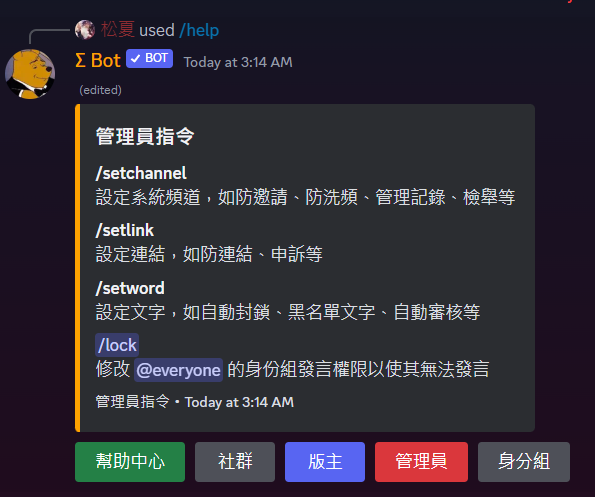 松夏 used /help
Σ Bot ✓ BOT Today at 3:14 AM
(edited)
管理員指令
/setchannel
設定系統頻道，如防邀請、防洗頻、管理記錄、檢舉等
/setlink
設定連結，如防連結、申訴等
/setword
設定文字，如自動封鎖、黑名單文字、自動審核等
/lock
修改 @everyone 的身份組發言權限以使其無法發言
管理員指令 • Today at 3:14 AM
幫助中心 社群 版主 管理員 身分組